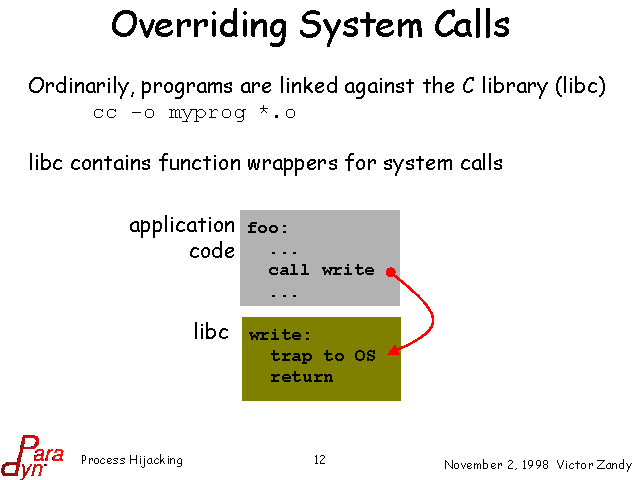 Overriding System Calls
Ordinarily, programs are linked against the C library (libc)
cc -o myprog *.o
libc contains function wrappers for system calls
application
code
foo:
...
call write
...
libc
write:
trap to OS
return
Paradyn
Process Hijacking
12
November 2, 1998 Victor Zandy